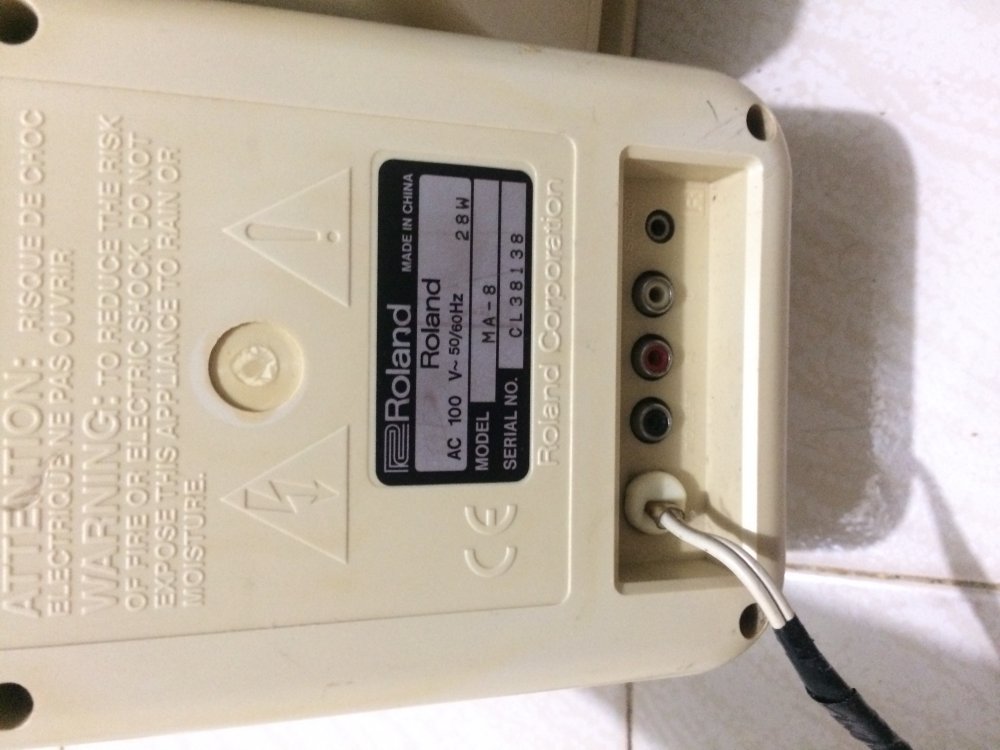 ATTENTION: RISQUE DE CHOC
ELECTRIQUE NE PAS OUVRIR
WARNING: TO REDUCE THE RISK
OF FIRE OR ELECTRIC SHOCK. DO NOT
EXPOSE THIS APPLIANCE TO RAIN OR
MOISTURE.
Roland MADE IN CHINA
Roland
AC 100 V~ 50/60Hz 28W
MODEL MA-8
SERIAL NO. CL38138
CE
Roland Corporation